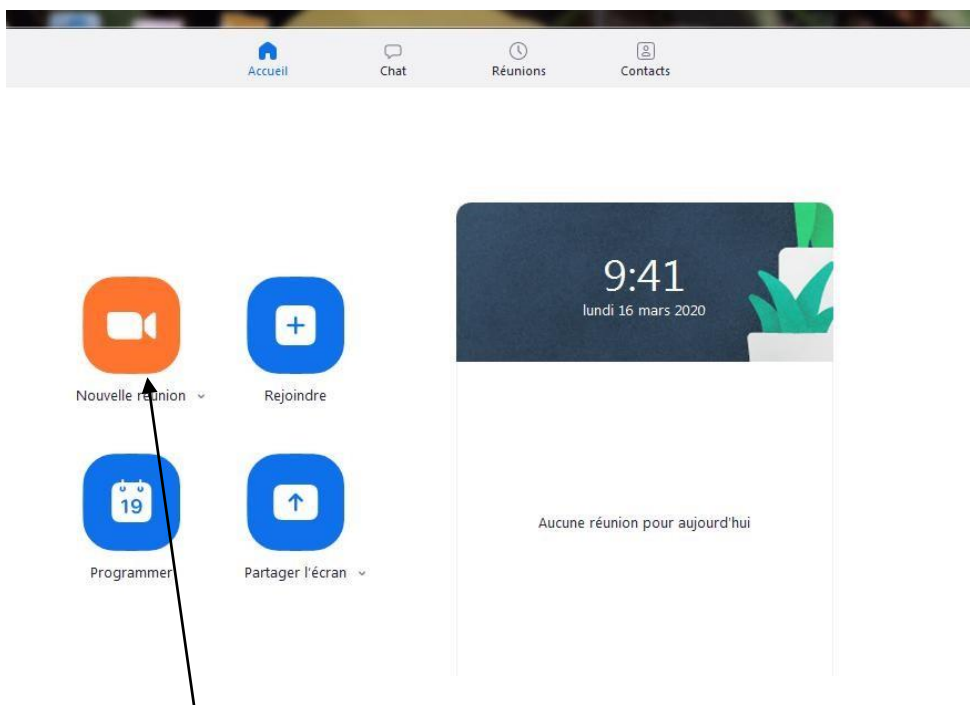 Accueil
Chat
Réunions
Contacts
9:41
lundi 16 mars 2020
Nouvelle réunion
Rejoindre
19
Programmer
Partager l'écran
Aucune réunion pour aujourd'hui